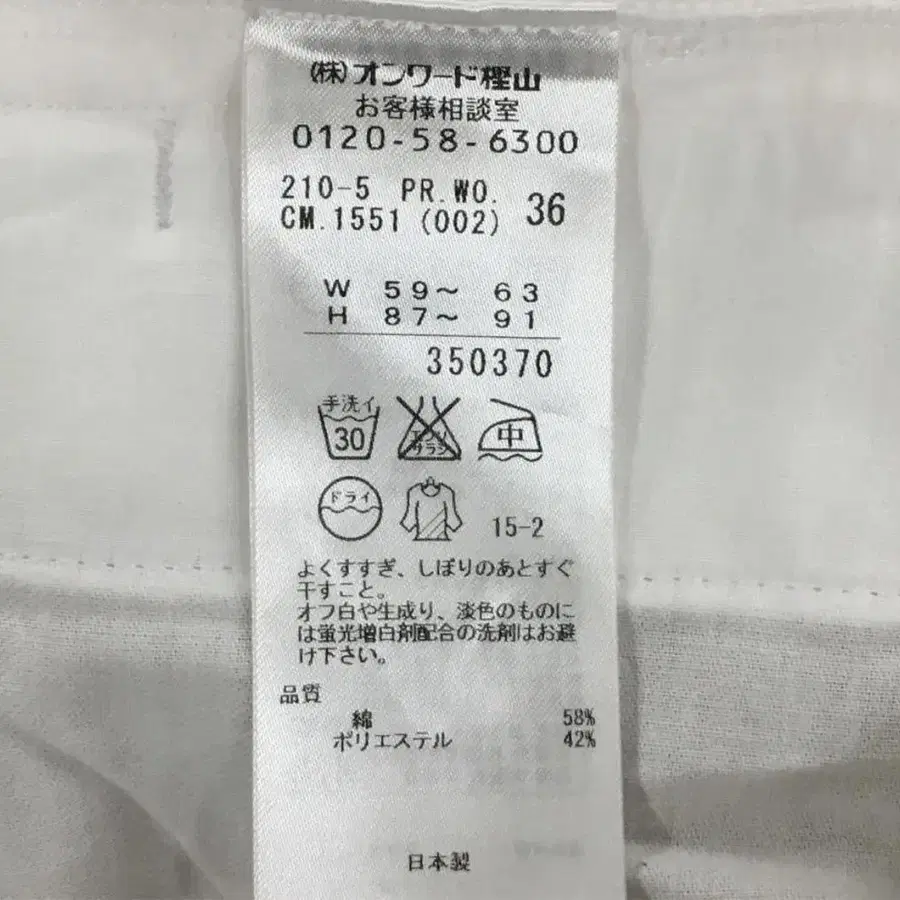 (株)オンワード樫山
お客様相談室
0120-58-6300
210-5 PR.WO.
CM.1551(002) 36
W 59～ 63
H 87～ 91
350370
手洗イ
30
エンソ
サラシ
中
ドライ
15-2
よくすすぎ、しぼりのあとすぐ
干すこと。
オフ白や生成り、淡色のものに
は蛍光増白剤配合の洗剤はお避
け下さい。
品質
綿 58%
ポリエステル 42%
日本製